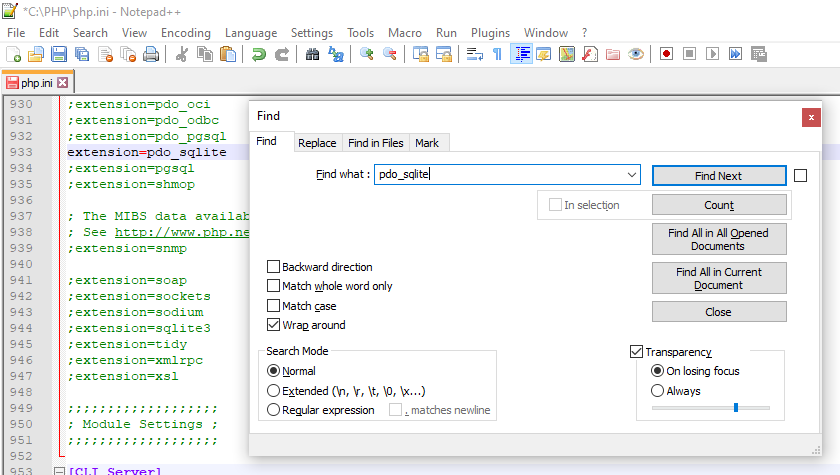 *C:\PHP\php.ini - Notepad++
File Edit Search View Encoding Language Settings Tools Macro Run Plugins Window ?
php.ini
930 ;extension=pdo_oci
931 ;extension=pdo_odbc
932 ;extension=pdo_pgsql
933 extension=pdo_sqlite
934 ;extension=pgsql
935 ;extension=shmop
936
937 ; The MIBS data availab
938 ; See http://www.php.ne
939 ;extension=snmp
940
941 ;extension=soap
942 ;extension=sockets
943 ;extension=sodium
944 ;extension=sqlite3
945 ;extension=tidy
946 ;extension=xmlrpc
947 ;extension=xsl
948
949 ;;;;;;;;;;;;;;;;;;;
950 ; Module Settings ;
951 ;;;;;;;;;;;;;;;;;;;
952
953 [CLI Server]
Find
Find Replace Find in Files Mark
Find what : pdo_sqlite
Find Next
In selection
Count
Find All in All Opened
Documents
Find All in Current
Document
Close
Backward direction
Match whole word only
Match case
Wrap around
Search Mode
Normal
Extended (\n, \r, \t, \0, \x...)
Regular expression
. matches newline
Transparency
On losing focus
Always